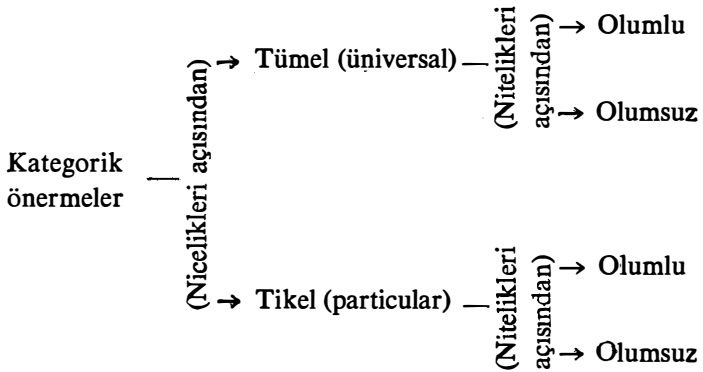 Kategorik
önermeler
(Nicelikleri açısından)
Tümel (üniversal)
(Nitelikleri
açısından)
Olumlu
Olumsuz
Tikel (particular)
(Nitelikleri
açısından)
Olumlu
Olumsuz